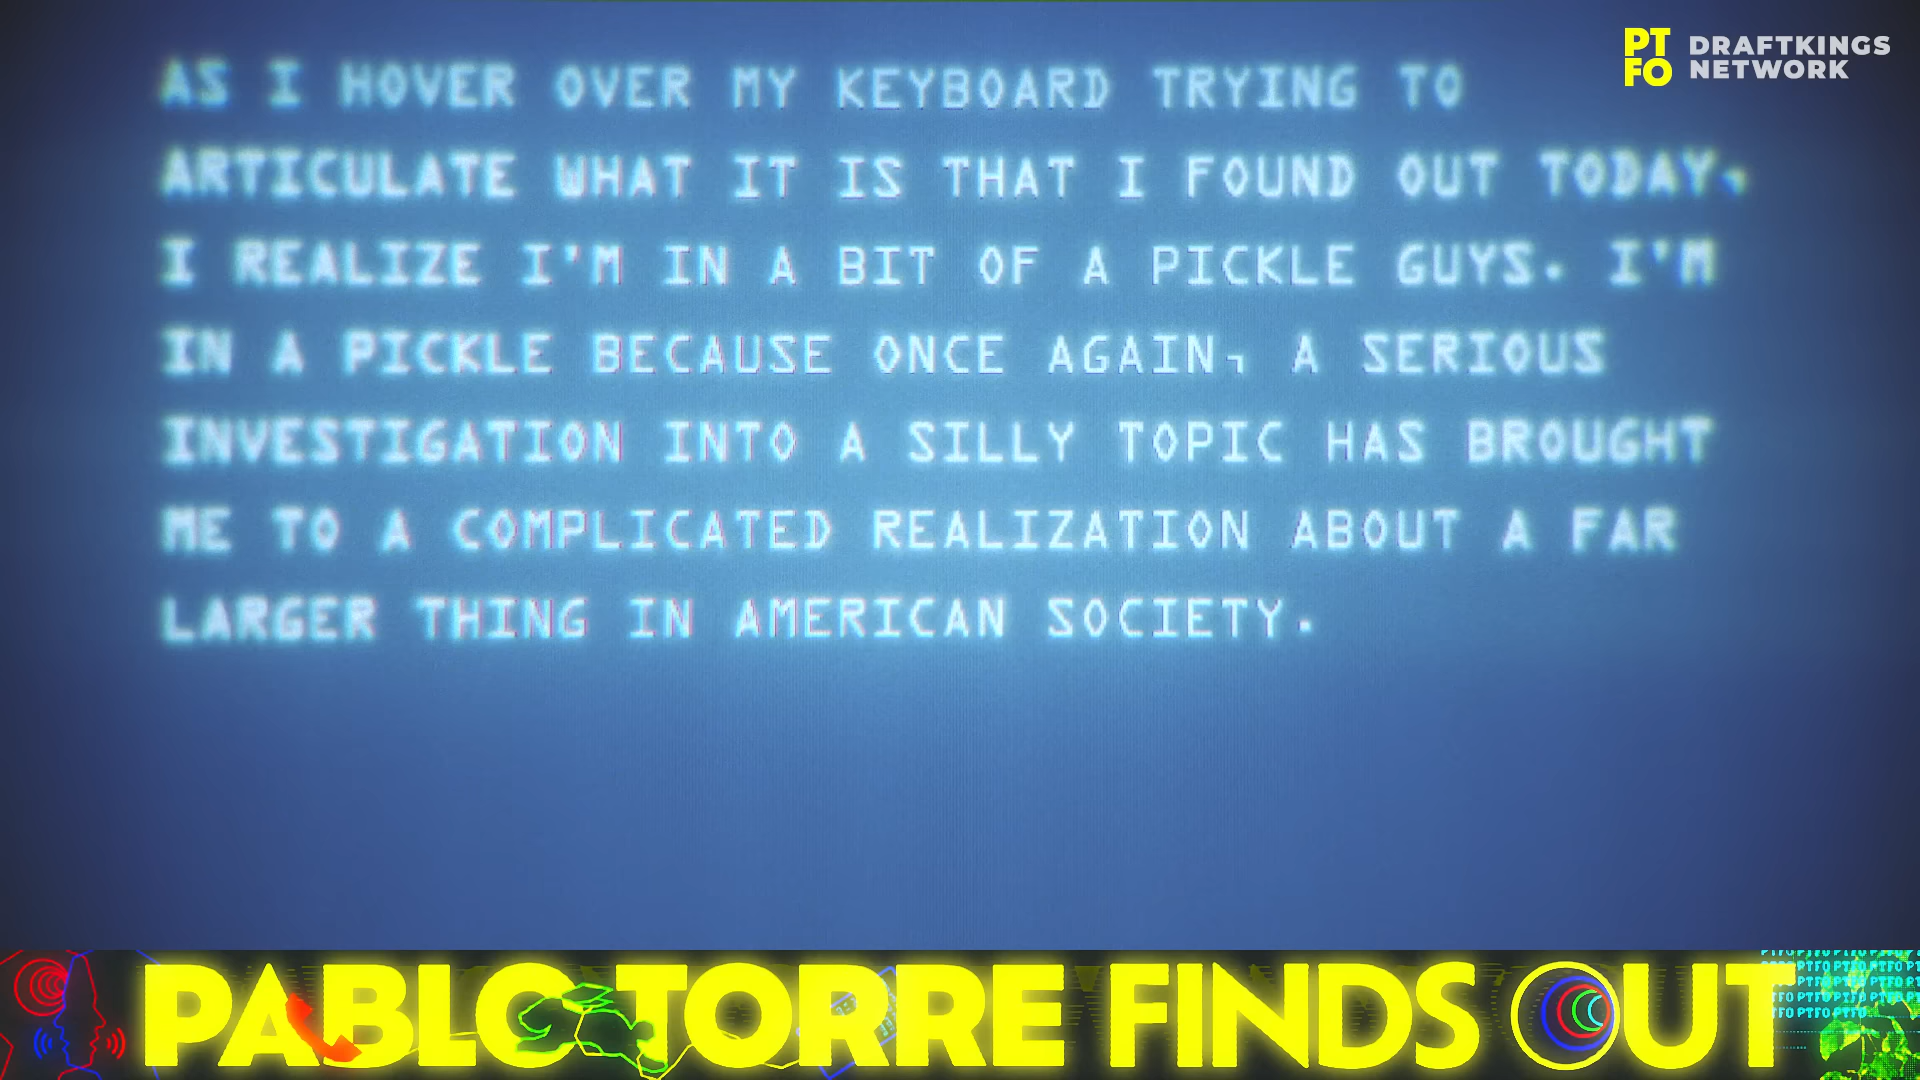 PT
FO
DRAFTKINGS
NETWORK
AS I HOVER OVER MY KEYBOARD TRYING TO
ARTICULATE WHAT IT IS THAT I FOUND OUT TODAY,
I REALIZE I'M IN A BIT OF A PICKLE GUYS. I'M
IN A PICKLE BECAUSE ONCE AGAIN, A SERIOUS
INVESTIGATION INTO A SILLY TOPIC HAS BROUGHT
ME TO A COMPLICATED REALIZATION ABOUT A FAR
LARGER THING IN AMERICAN SOCIETY.
PABLO TORRE FINDS OUT